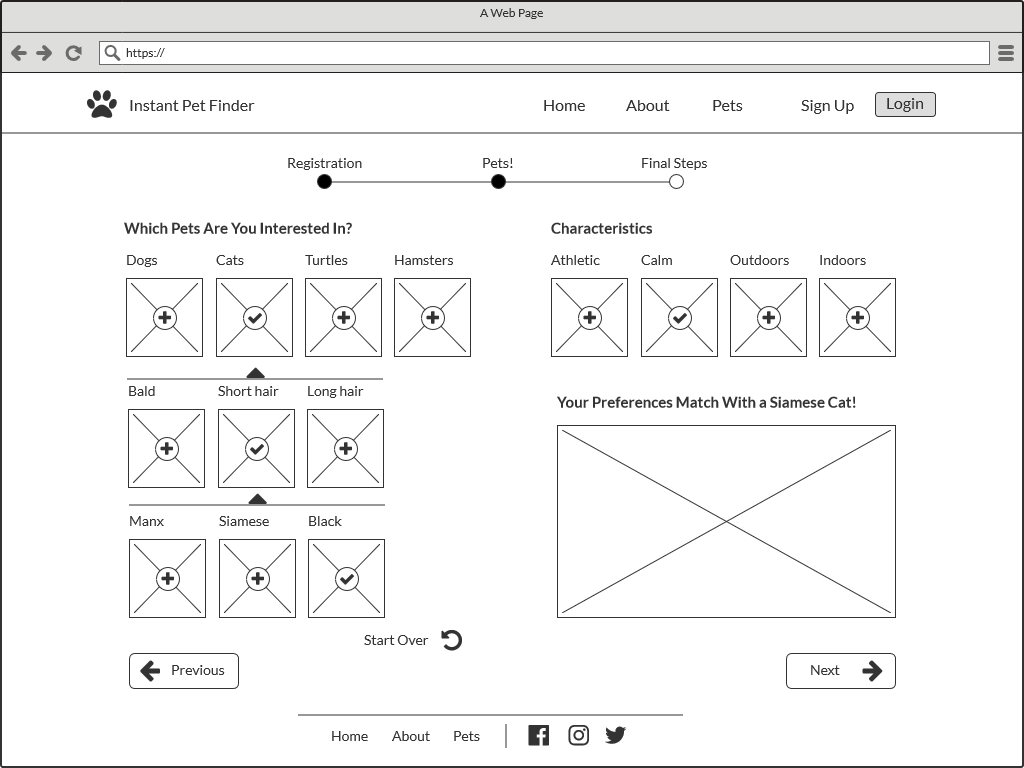 A Web Page
https://
Instant Pet Finder
Home About Pets Sign Up Login
Registration Pets! Final Steps
Which Pets Are You Interested In?
Dogs Cats Turtles Hamsters
Bald Short hair Long hair
Manx Siamese Black
Characteristics
Athletic Calm Outdoors Indoors
Your Preferences Match With a Siamese Cat!
Start Over
Previous
Next
Home About Pets